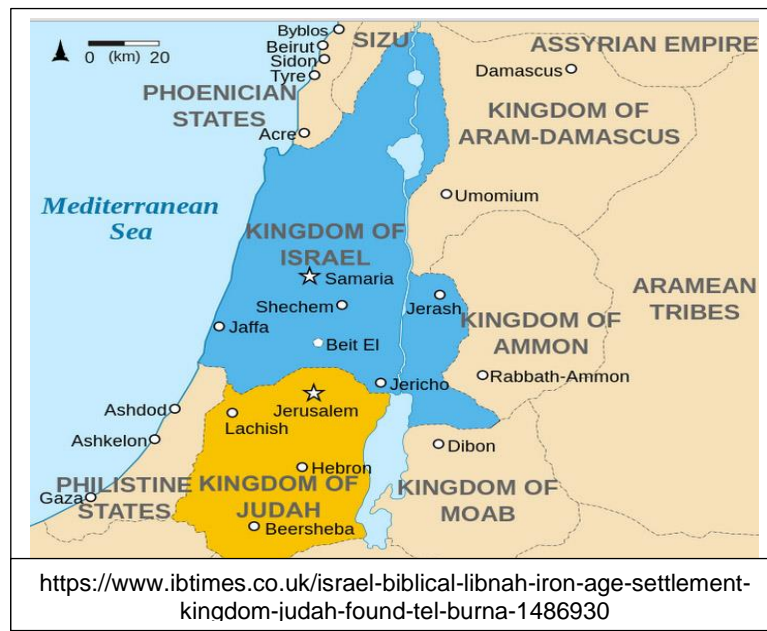 Byblos
Beirut
Sidon
Tyre
SIZU
ASSYRIAN EMPIRE
0 (km) 20
Damascus
PHOENICIAN
STATES
KINGDOM OF
ARAM-DAMASCUS
Acre
Umomium
Mediterranean
Sea
KINGDOM OF
ISRAEL
Samaria
ARAMEAN
TRIBES
Shechem
Jerash
Jaffa
KINGDOM OF
AMMON
Beit El
Rabbath-Ammon
Jericho
Ashdod
Jerusalem
Lachish
Ashkelon
Dibon
Hebron
PHILISTINE
STATES
Gaza
KINGDOM OF
JUDAH
KINGDOM OF
MOAB
Beersheba
https://www.ibtimes.co.uk/israel-biblical-libnah-iron-age-settlement-
kingdom-judah-found-tel-burna-1486930